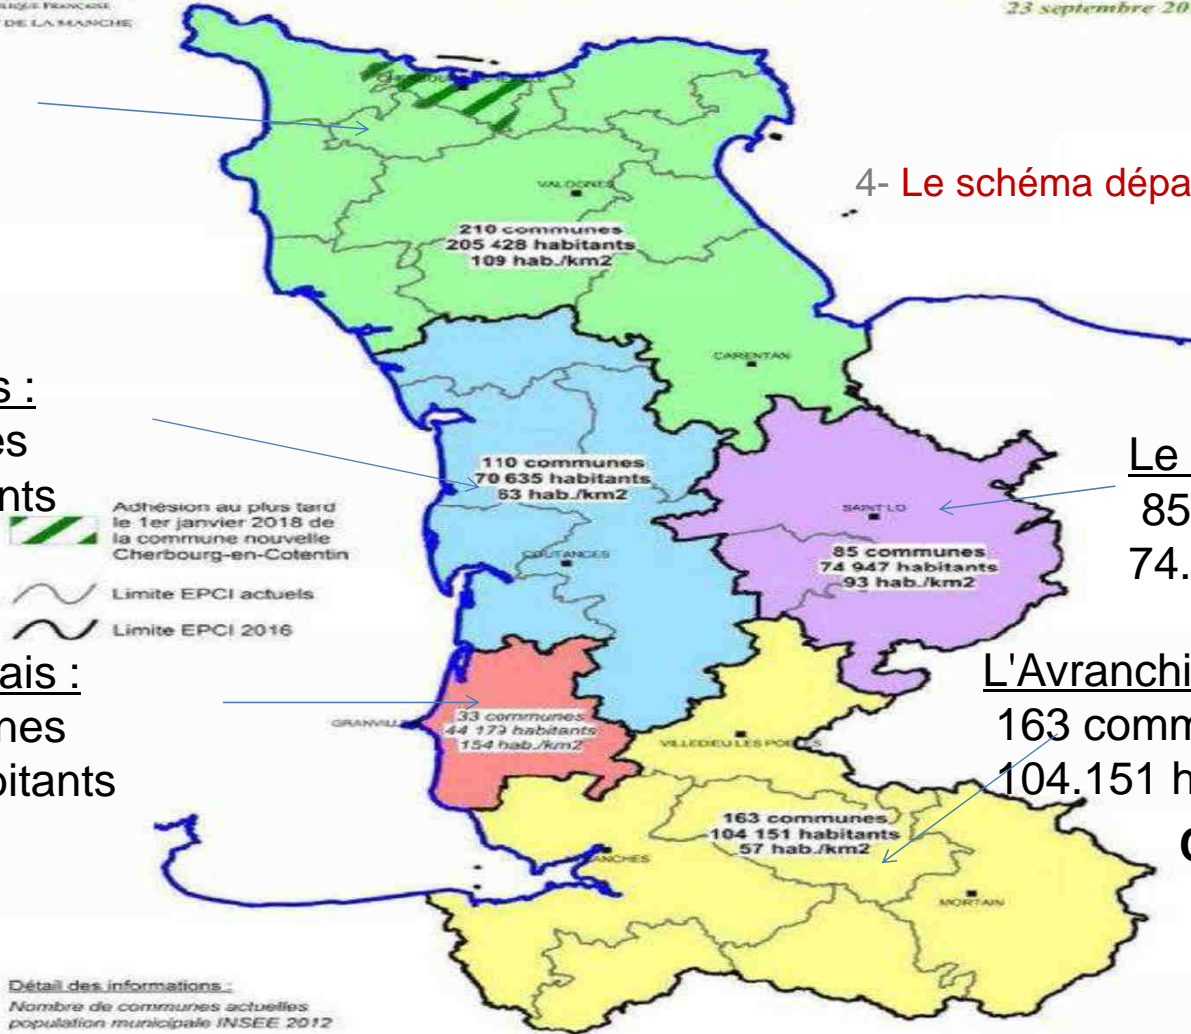 DE LA MANCHE
23 septembre 20
4- Le schéma dépa
VALOGNES
210 communes
205 428 habitants
109 hab./km2
CARENTAN
s :
es
nts
110 communes
70 635 habitants
63 hab./km2
Le
85
74.
SAINT LO
85 communes
74 947 habitants
93 hab./km2
COUTANCES
Adhésion au plus tard
le 1er janvier 2018 de
la commune nouvelle
Cherbourg-en-Cotentin
Limite EPCI actuels
Limite EPCI 2016
ais :
nes
bitants
GRANVILLE
33 communes
44 179 habitants
154 hab./km2
VILLEDIEU LES POELES
L'Avranchi
163 comm
104.151 h
163 communes
104 151 habitants
57 hab./km2
AVRANCHES
MORTAIN
Détail des informations :
Nombre de communes actuelles
population municipale INSEE 2012